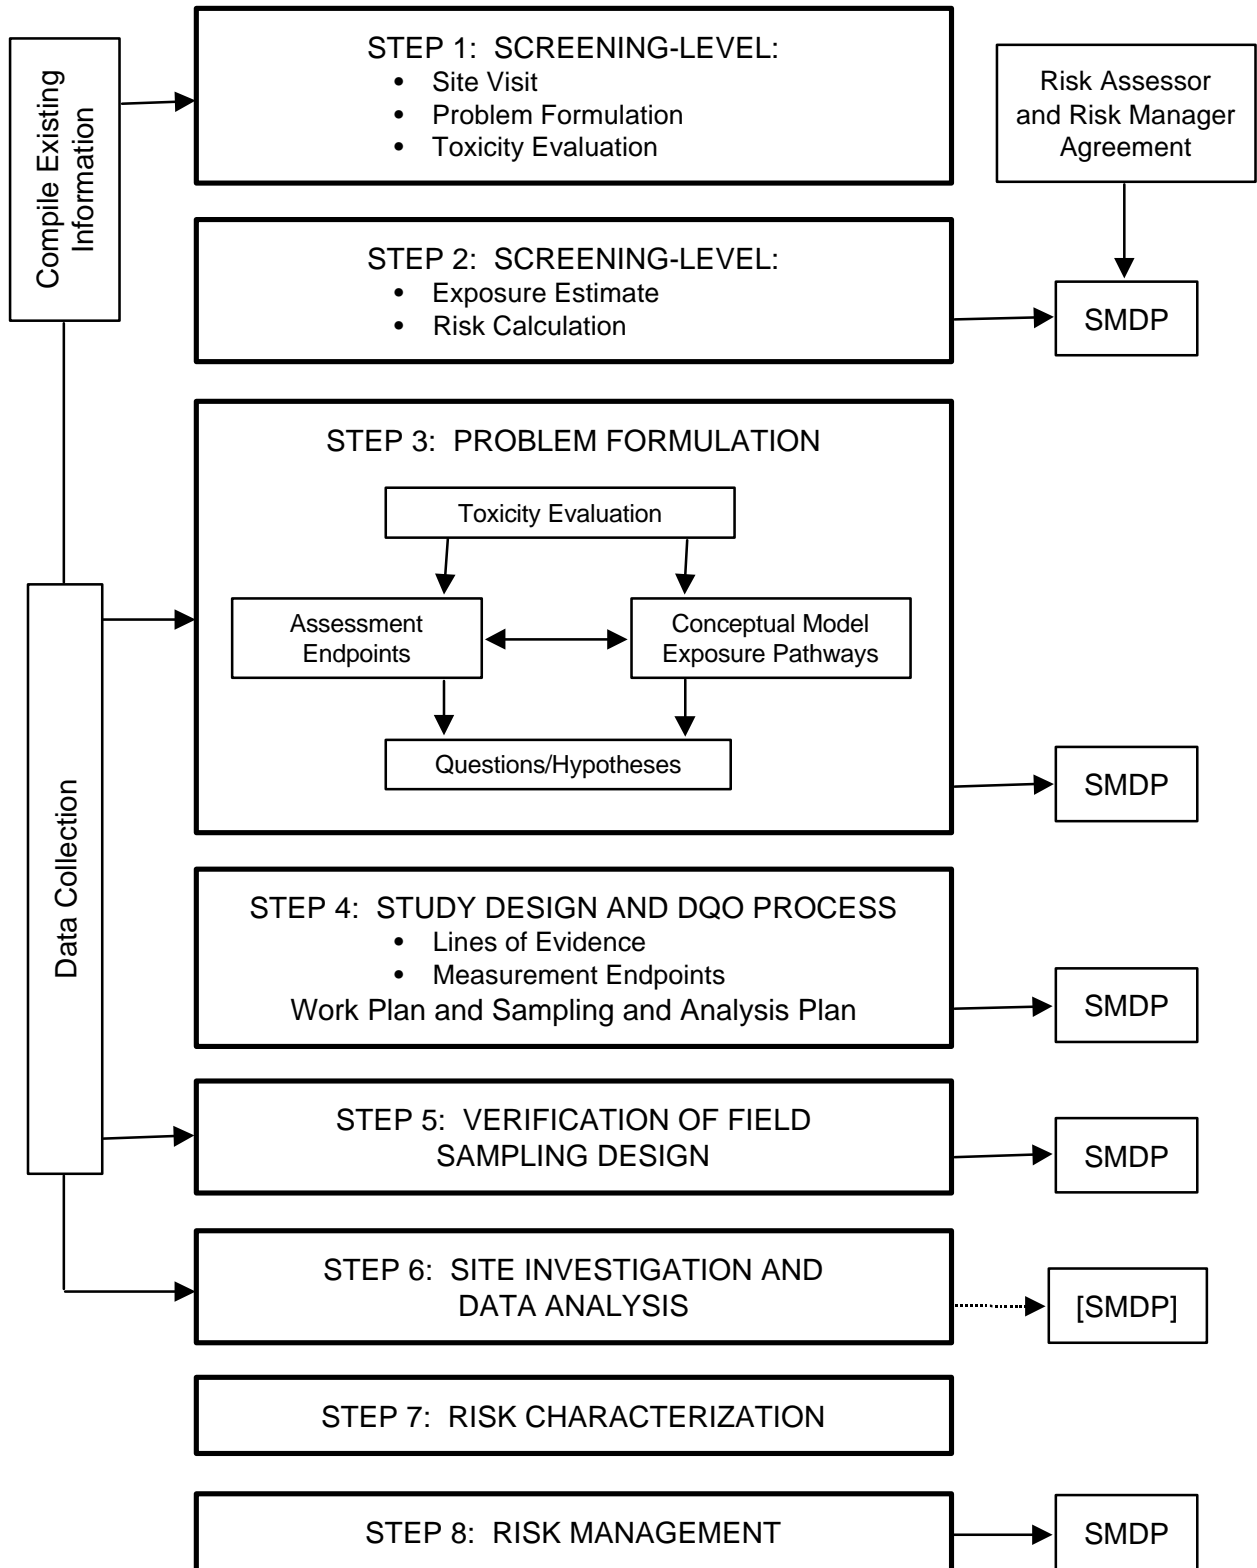 STEP 1: SCREENING-LEVEL:
• Site Visit
• Problem Formulation
• Toxicity Evaluation
Compile Existing
Information
Risk Assessor
and Risk Manager
Agreement
STEP 2: SCREENING-LEVEL:
• Exposure Estimate
• Risk Calculation
SMDP
STEP 3: PROBLEM FORMULATION
Toxicity Evaluation
Assessment
Endpoints
Conceptual Model
Exposure Pathways
Questions/Hypotheses
SMDP
Data Collection
STEP 4: STUDY DESIGN AND DQO PROCESS
• Lines of Evidence
• Measurement Endpoints
Work Plan and Sampling and Analysis Plan
SMDP
STEP 5: VERIFICATION OF FIELD
SAMPLING DESIGN
SMDP
STEP 6: SITE INVESTIGATION AND
DATA ANALYSIS
[SMDP]
STEP 7: RISK CHARACTERIZATION
STEP 8: RISK MANAGEMENT
SMDP